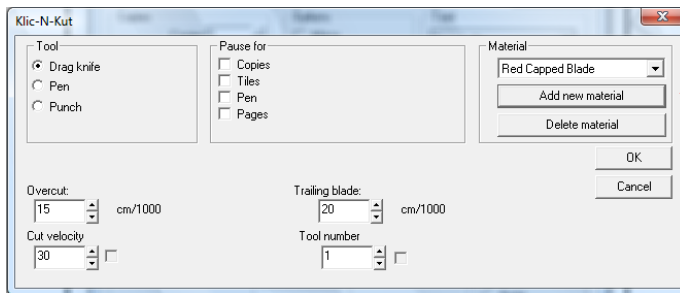 Klic-N-Kut
Tool
Drag knife
Pen
Punch
Pause for
Copies
Tiles
Pen
Pages
Material
Red Capped Blade
Add new material
Delete material
OK
Cancel
Overcut:
15 cm/1000
Trailing blade:
20 cm/1000
Cut velocity
30
Tool number
1